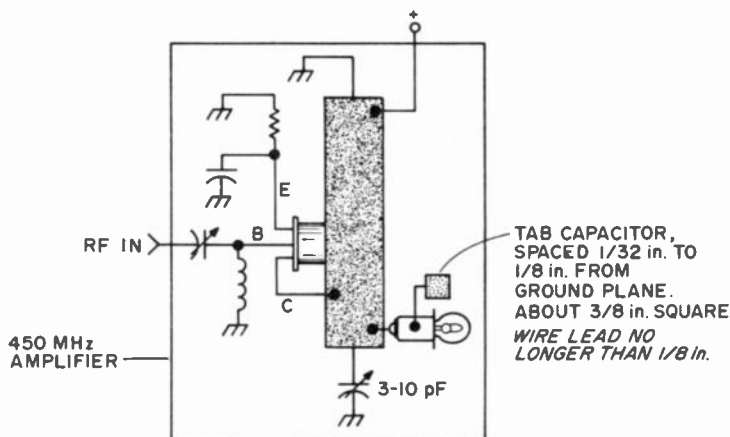 +
E
RF IN
B
C
TAB CAPACITOR,
SPACED 1/32 in. TO
1/8 in. FROM
GROUND PLANE.
ABOUT 3/8 in. SQUARE
WIRE LEAD NO
LONGER THAN 1/8 in.
450 MHz
AMPLIFIER
3-10 pF